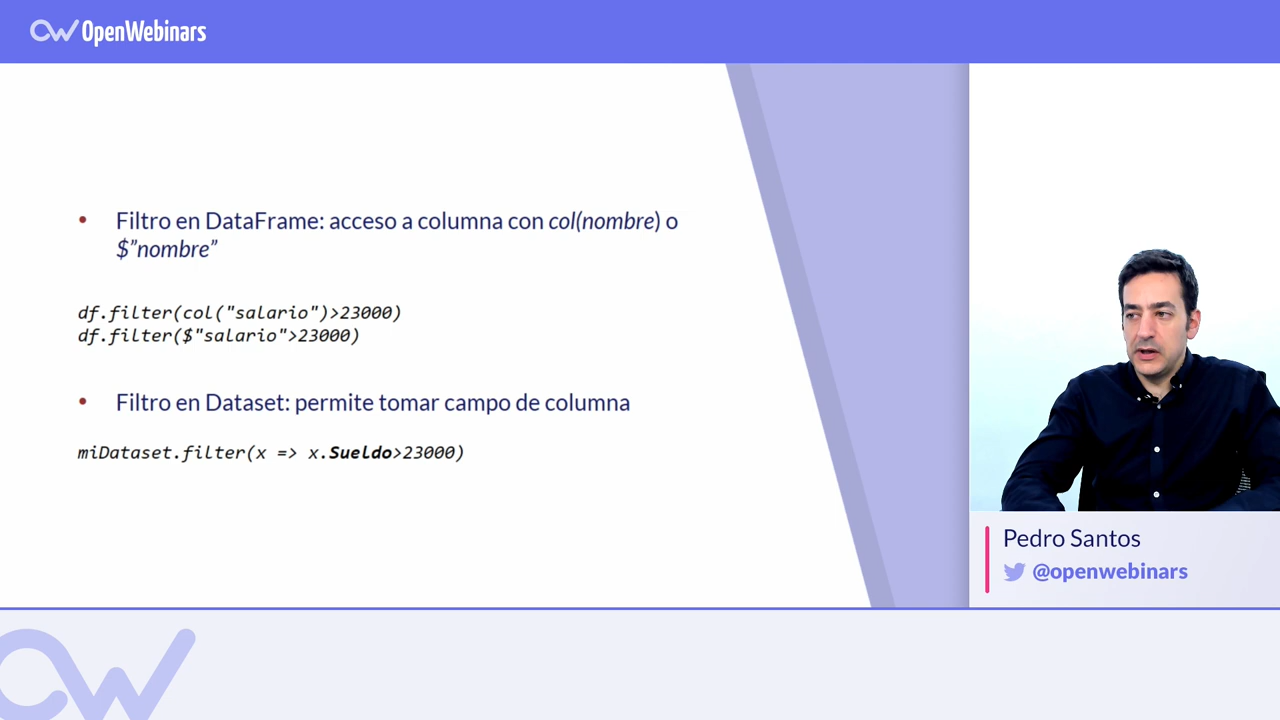 OpenWebinars
• Filtro en DataFrame: acceso a columna con col(nombre) o
$”nombre”
df.filter(col("salario")>23000)
df.filter($"salario">23000)
• Filtro en Dataset: permite tomar campo de columna
miDataset.filter(x => x.Sueldo>23000)
Pedro Santos
@openwebinars